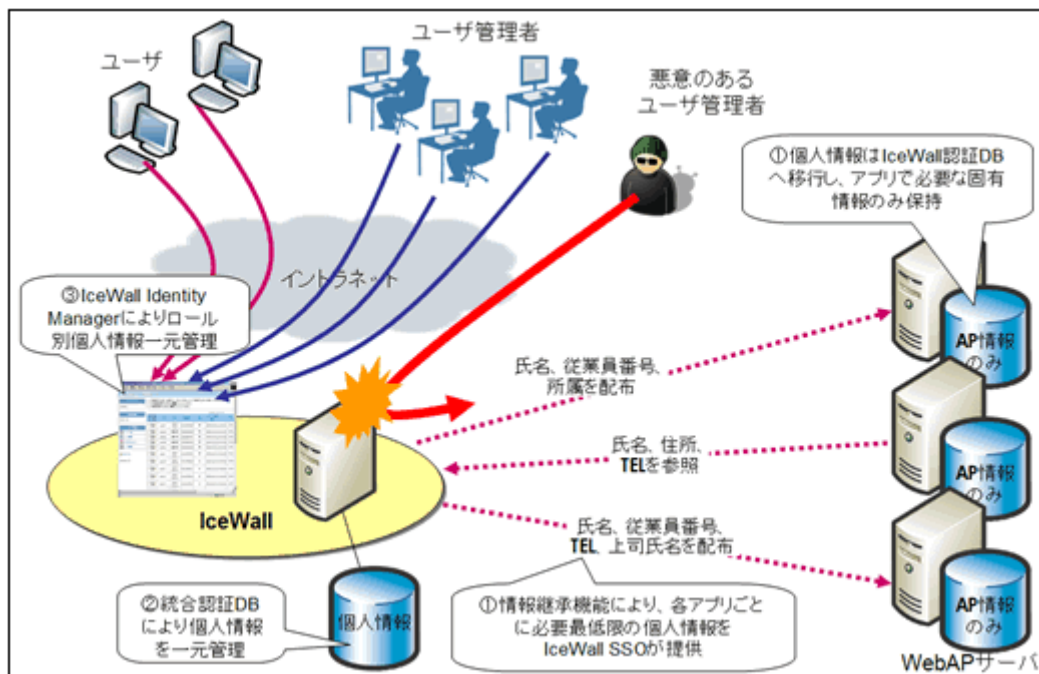 ユーザ
ユーザ管理者
悪意のある
ユーザ管理者
①個人情報はIceWall認証DB
へ移行し、アプリで必要な固有
情報のみ保持
イントラネット
③IceWall Identity
Managerによりロール
別個人情報一元管理
氏名、従業員番号、
所属を配布
AP情報
のみ
氏名、住所、
TELを参照
AP情報
のみ
IceWall
氏名、従業員番号、
TEL、上司氏名を配布
AP情報
のみ
②統合認証DB
により個人情報
を一元管理
個人情報
①情報継承機能により、各アプリごと
に必要最低限の個人情報を
IceWall SSOが提供
WebAPサーバ